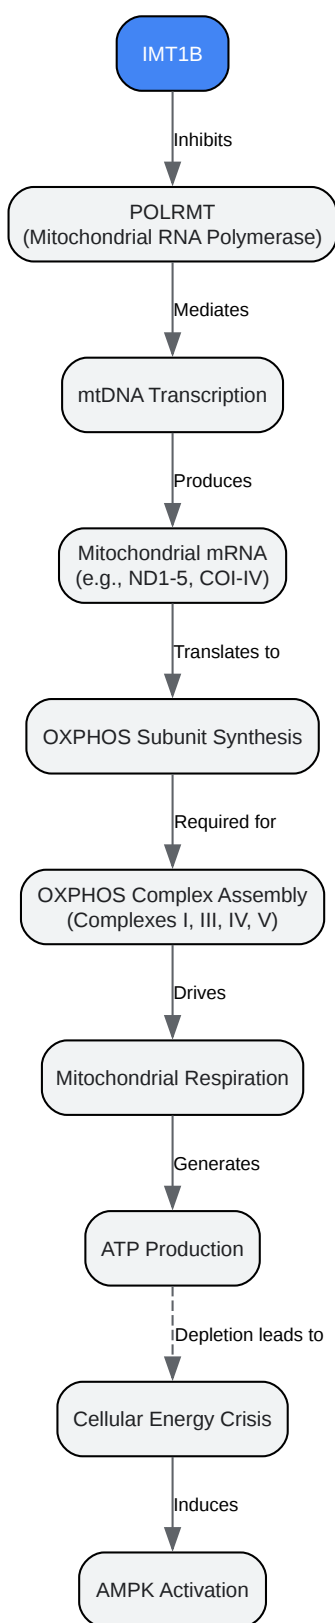 IMT1B
Inhibits
POLRMT
(Mitochondrial RNA Polymerase)
Mediates
mtDNA Transcription
Produces
Mitochondrial mRNA
(e.g., ND1-5, COI-IV)
Translates to
OXPHOS Subunit Synthesis
Required for
OXPHOS Complex Assembly
(Complexes I, III, IV, V)
Drives
Mitochondrial Respiration
Generates
ATP Production
Depletion leads to
Cellular Energy Crisis
Induces
AMPK Activation